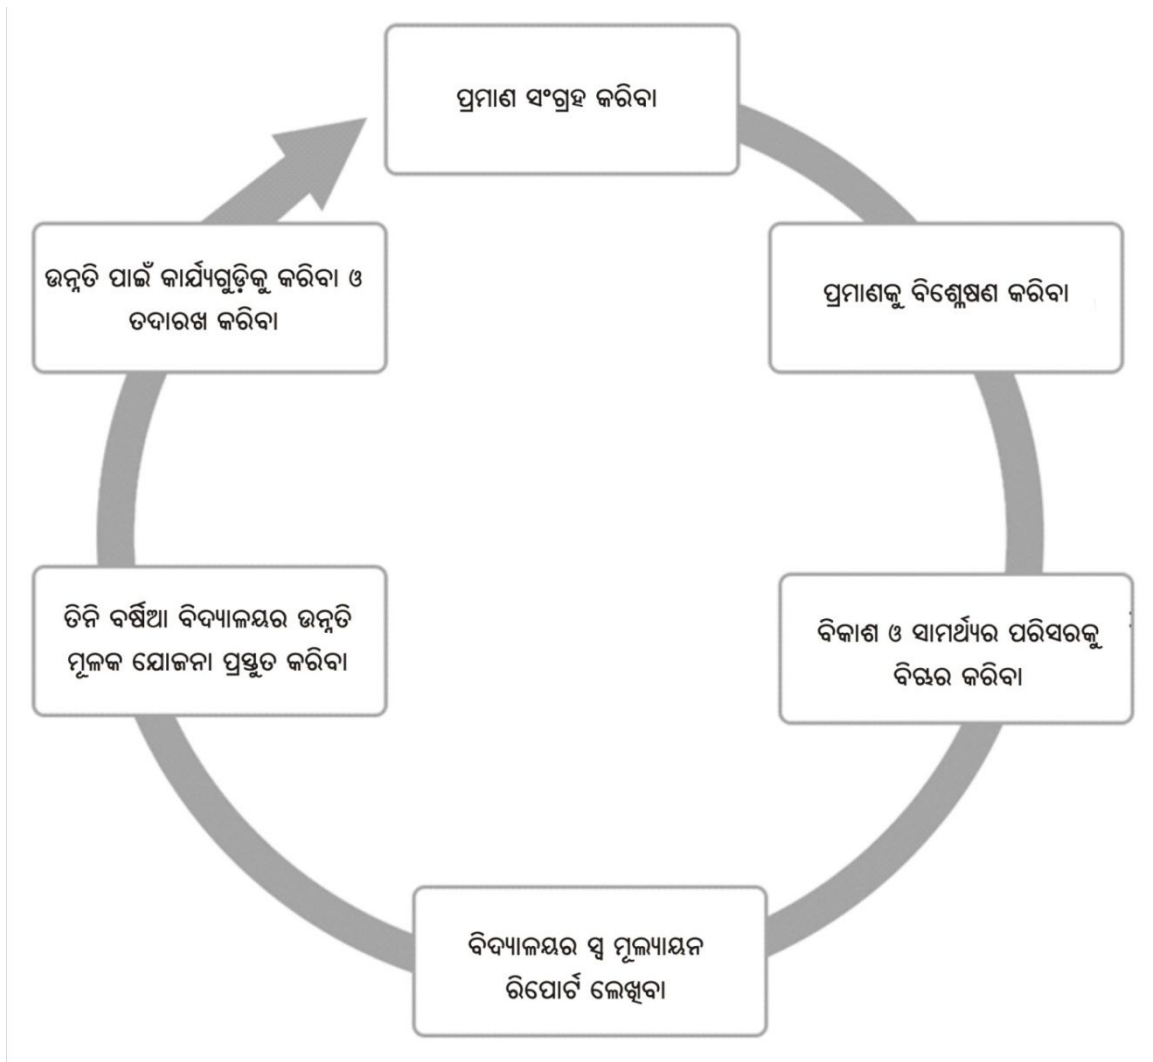 ପ୍ରମାଣ ସଂଗ୍ରହ କରିବା
ପ୍ରମାଣକୁ ବିଶ୍ଳେଷଣ କରିବା
ବିକାଶ ଓ ସାମର୍ଥ୍ୟର ପରିସରକୁ
ବିଚାର କରିବା
ବିଦ୍ୟାଳୟର ସ୍ଵ ମୂଲ୍ୟାୟନ
ରିପୋର୍ଟ ଲେଖିବା
ତିନି ବର୍ଷିଆ ବିଦ୍ୟାଳୟର ଉନ୍ନତି
ମୂଳକ ଯୋଜନା ପ୍ରସ୍ତୁତ କରିବା
ଉନ୍ନତି ପାଇଁ କାର୍ଯ୍ୟଗୁଡ଼ିକୁ କରିବା ଓ
ତଦାରଖ କରିବା